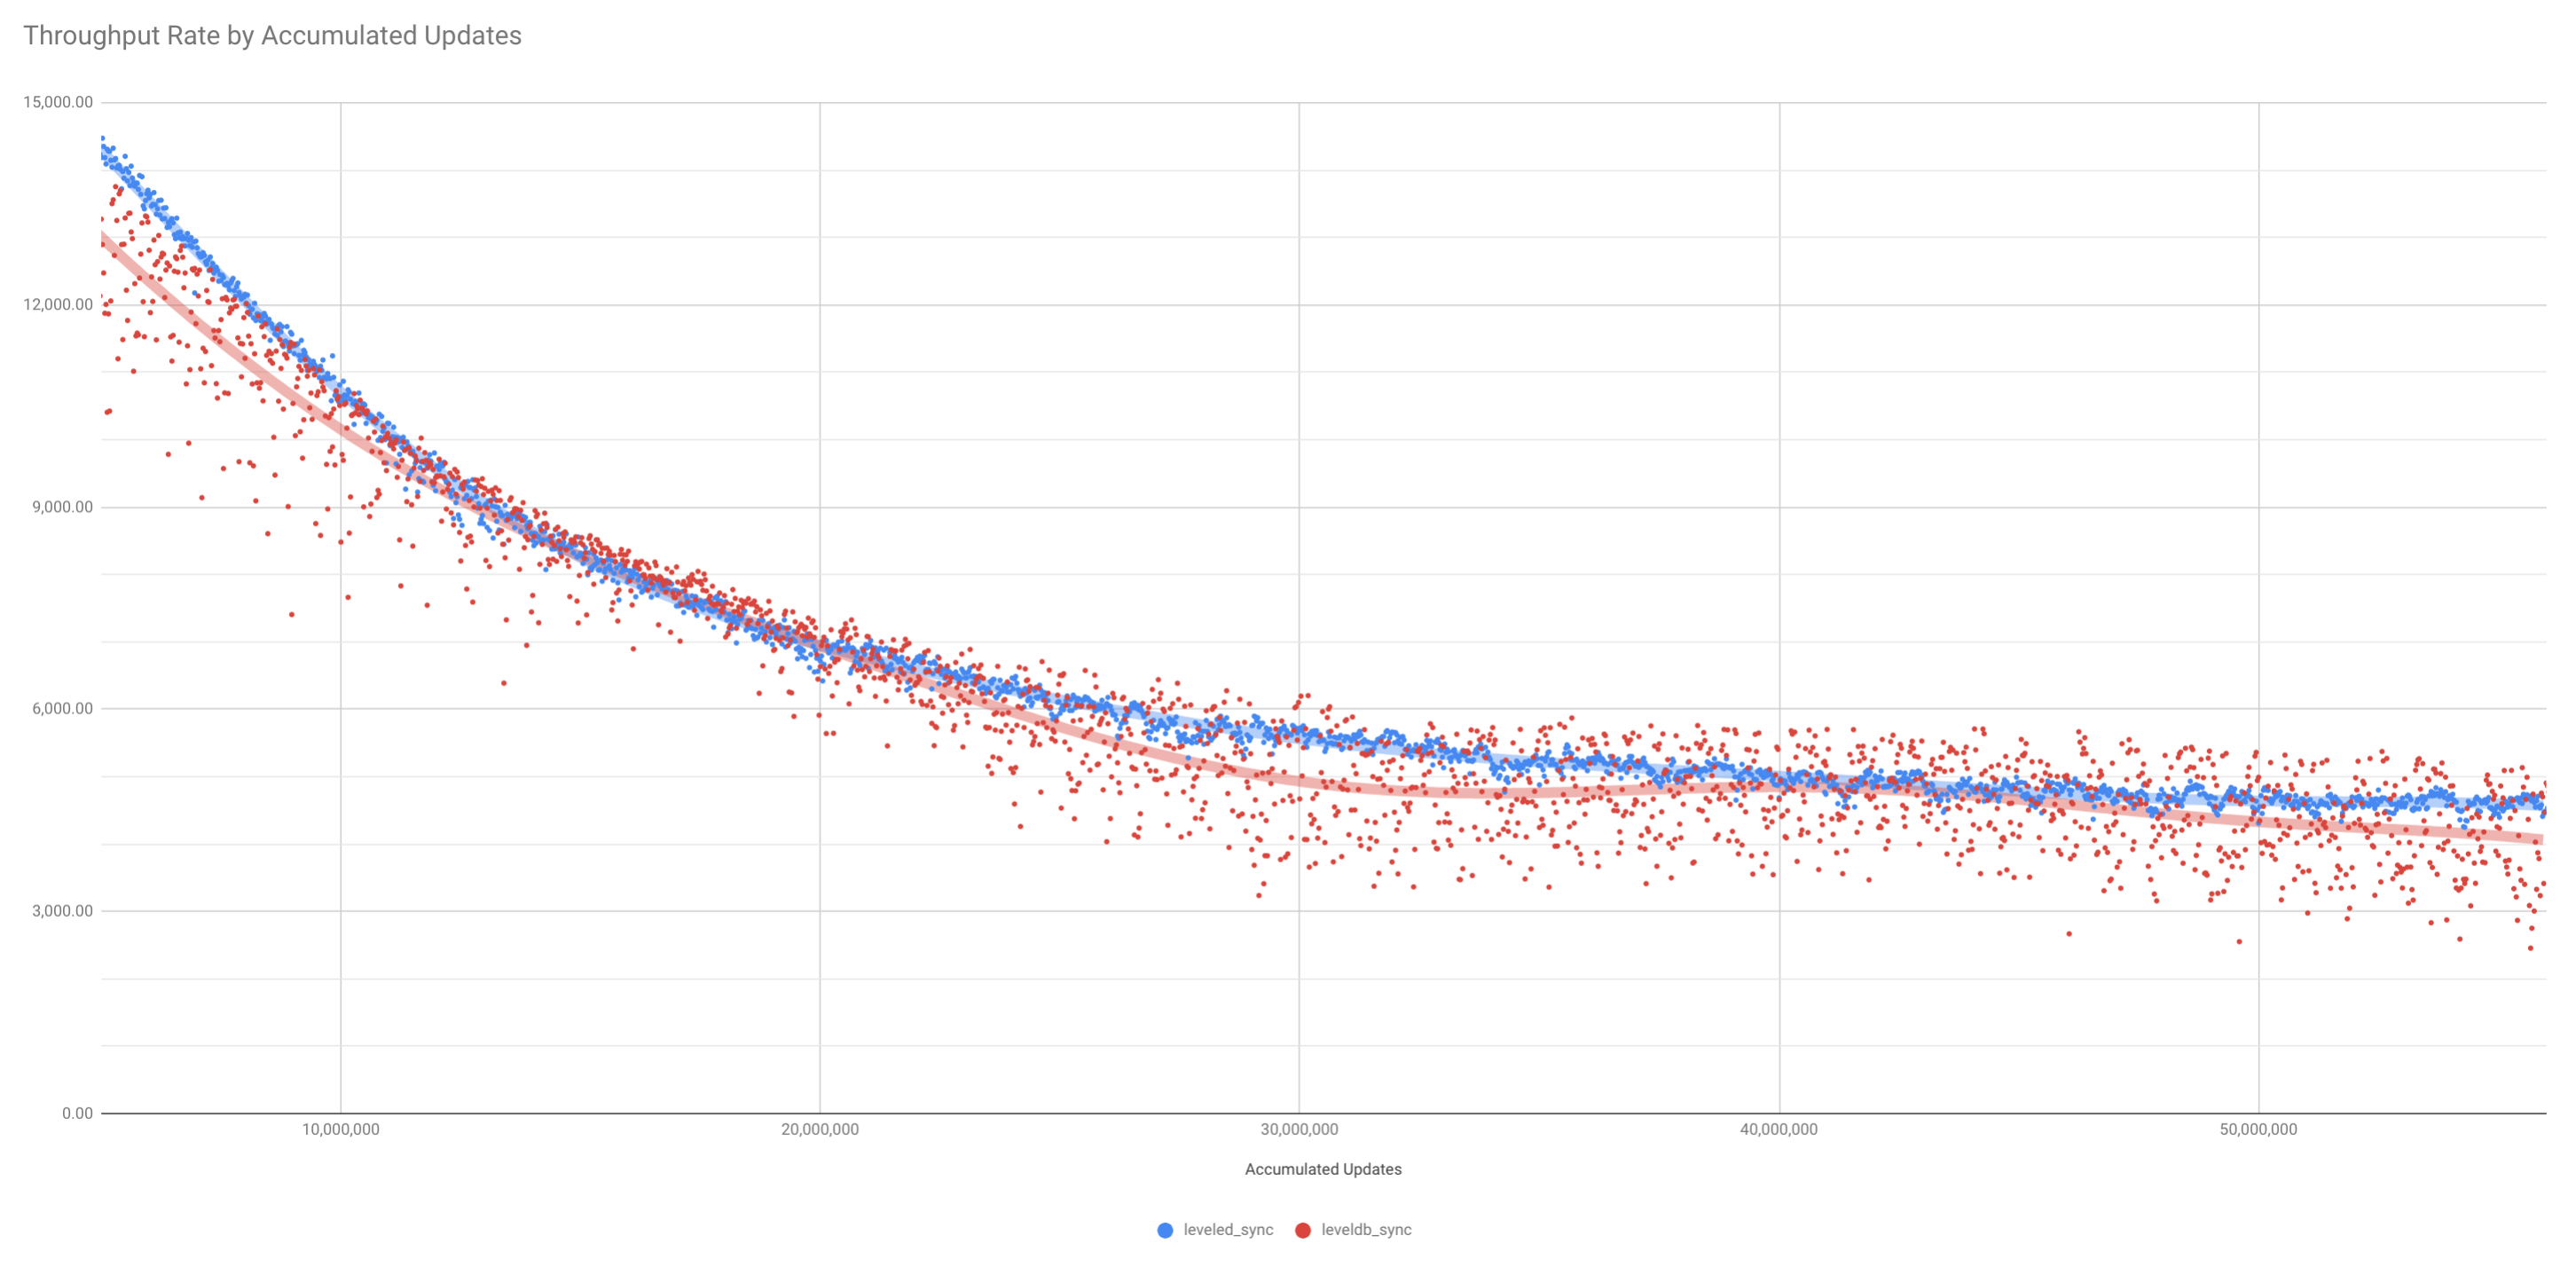 Throughput Rate by Accumulated Updates
15,000.00
12,000.00
9,000.00
6,000.00
3,000.00
0.00
10,000,000 20,000,000 30,000,000 40,000,000 50,000,000
Accumulated Updates
leveled_sync leveldb_sync